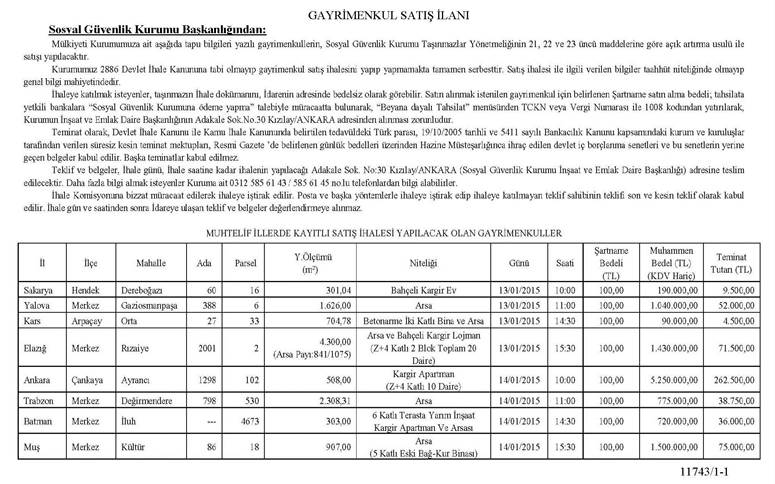 GAYRİMENKUL SATIŞ İLANI
Sosyal Güvenlik Kurumu Başkanlığından:
Mülkiyeti Kurumumuza ait aşağıda tapu bilgileri yazılı gayrimenkullerin, Sosyal Güvenlik Kurumu Taşınmazlar Yönetmeliğinin 21, 22 ve 23 üncü maddelerine göre açık artırma usulü ile
satışı yapılacaktır.
Kurumumuz 2886 Devlet İhale Kanununa tabi olmayıp gayrimenkul satış ihalesini yapıp yapmamakta tamamen serbesttir. Satış ihalesi ile ilgili verilen bilgiler taahhüt niteliğinde olmayıp
genel bilgi mahiyetindedir.
İhaleye katılmak isteyenler, taşınmazın İhale dokümanını, İdarenin adresinde bedelsiz olarak görebilir. Satın alınmak istenilen gayrimenkul için belirlenen Şartname satın alma bedeli; tahsilata
yetkili bankalara “Sosyal Güvenlik Kurumuna ödeme yapma” talebiyle müracaatta bulunarak, “Beyana dayalı Tahsilat” menüsünden TCKN veya Vergi Numarası ile 1008 kodundan yatırılarak,
Kurumun İnşaat ve Emlak Daire Başkanlığının Adakale Sok.No.30 Kızılay/ANKARA adresinden alınması zorunludur.
Teminat olarak, Devlet İhale Kanunu ile Kamu İhale Kanununda belirtilen tedavüldeki Türk parası, 19/10/2005 tarihli ve 5411 sayılı Bankacılık Kanunu kapsamındaki kurum ve kuruluşlar
tarafından verilen süresiz kesin teminat mektupları, Resmi Gazete ’de belirlenen günlük bedelleri üzerinden Hazine Müsteşarlığınca ihraç edilen devlet iç borçlanma senetleri ve bu senetlerin yerine
geçen belgeler kabul edilir. Başka teminatlar kabul edilmez.
Teklif ve belgeler, İhale günü, İhale saatine kadar ihalenin yapılacağı Adakale Sok. No:30 Kızılay/ANKARA (Sosyal Güvenlik Kurumu İnşaat ve Emlak Daire Başkanlığı) adresine teslim
edilecektir. Daha fazla bilgi almak isteyenler Kuruma ait 0312 585 61 43 / 585 61 45 no.lu telefonlardan bilgi alabilirler.
İhale Komisyonuna bizzat müracaat edilerek ihaleye iştirak edilir. Posta ve başka yöntemlerle ihaleye iştirak edip ihaleye katılmayan teklif sahibinin teklifi son ve kesin teklif olarak kabul
edilir. İhale gün ve saatinden sonra İdareye ulaşan teklif ve belgeler değerlendirmeye alınmaz.
MUHTELİF İLLERDE KAYITLI SATIŞ İHALESİ YAPILACAK OLAN GAYRİMENKULLER
İl İlçe Mahalle Ada Parsel Y.Ölçümü (m²) Niteliği Günü Saati Şartname Bedeli (TL) Muhammen Bedel (TL) (KDV Hariç) Teminat Tutarı (TL)
Sakarya Hendek Dereboğazı 60 16 301,04 Bahçeli Kargir Ev 13/01/2015 10:00 100,00 190.000,00 9.500,00
Yalova Merkez Gaziosmanpaşa 388 6 1.626,00 Arsa 13/01/2015 11:00 100,00 1.040.000,00 52.000,00
Kars Arpaçay Orta 27 33 704,78 Betonarme İki Katlı Bina ve Arsa 13/01/2015 14:30 100,00 90.000,00 4.500,00
Elazığ Merkez Rızaiye 2001 2 4.300,00 (Arsa Payı:841/1075) Arsa ve Bahçeli Kargir Lojman (Z+4 Katlı 2 Blok Toplam 20 Daire) 13/01/2015 15:30 100,00 1.430.000,00 71.500,00
Ankara Çankaya Ayrancı 1298 102 508,00 Kargir Apartman (Z+4 Katlı 10 Daire) 14/01/2015 10:00 100,00 5.250.000,00 262.500,00
Trabzon Merkez Değirmendere 798 530 2.308,31 Arsa 14/01/2015 11:00 100,00 775.000,00 38.750,00
Batman Merkez İluh --- 4673 303,00 6 Katlı Terasta Yarım İnşaat Kargir Apartman Ve Arsası 14/01/2015 14:30 100,00 720.000,00 36.000,00
Muş Merkez Kültür 86 18 907,00 Arsa (5 Katlı Eski Bağ-Kur Binası) 14/01/2015 15:30 100,00 1.500.000,00 75.000,00
11743/1-1